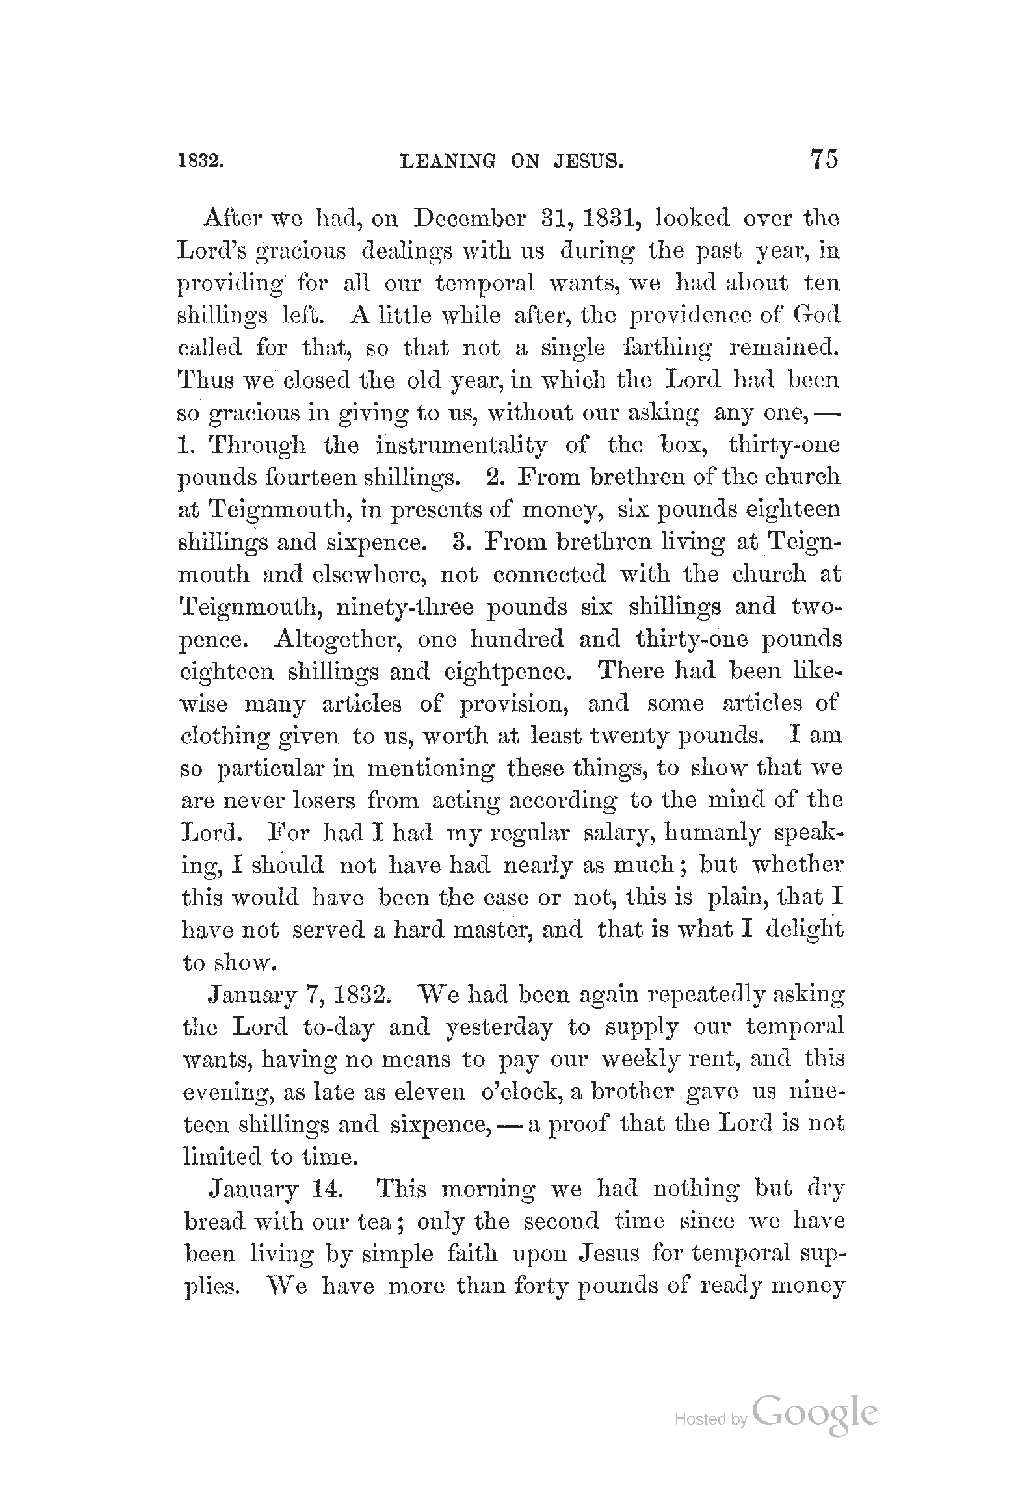 1832. LEANING ON JESUS. 75
After we had, on December 31, 1831, looked over the
Lord's gracious dealings with us during the past year, in
providing for all our temporal wants, we had about ten
shillings left. A little while after, the providence of God
called for that, so that not a single farthing remained.
Thus we closed the old year, in which the Lord had been
so gracious in giving to us, without our asking any one,—
1. Through the instrumentality of the box, thirty-one
pounds fourteen shillings. 2. From brethren of the church
at Teignmouth, in presents of money, six pounds eighteen
shillings and sixpence. 3. From brethren living at Teign-
mouth and elsewhere, not connected with the church at
Teignmouth, ninety-three pounds six shillings and two-
pence. Altogether, one hundred and thirty-one pounds
eighteen shillings and eightpence. There had been like-
wise many articles of provision, and some articles of
clothing given to us, worth at least twenty pounds. I am
so particular in mentioning these things, to show that we
are never losers from acting according to the mind of the
Lord. For had I had my regular salary, humanly speak-
ing, I should not have had nearly as much; but whether
this would have been the case or not, this is plain, that I
have not served a hard master, and that is what I delight
to show.
January 7, 1832. We had been again repeatedly asking
the Lord to-day and yesterday to supply our temporal
wants, having no means to pay our weekly rent, and this
evening, as late as eleven o'clock, a brother gave us nine-
teen shillings and sixpence,—a proof that the Lord is not
limited to time.
January 14. This morning we had nothing but dry
bread with our tea; only the second time since we have
been living by simple faith upon Jesus for temporal sup-
plies. We have more than forty pounds of ready money
Hosted by Google